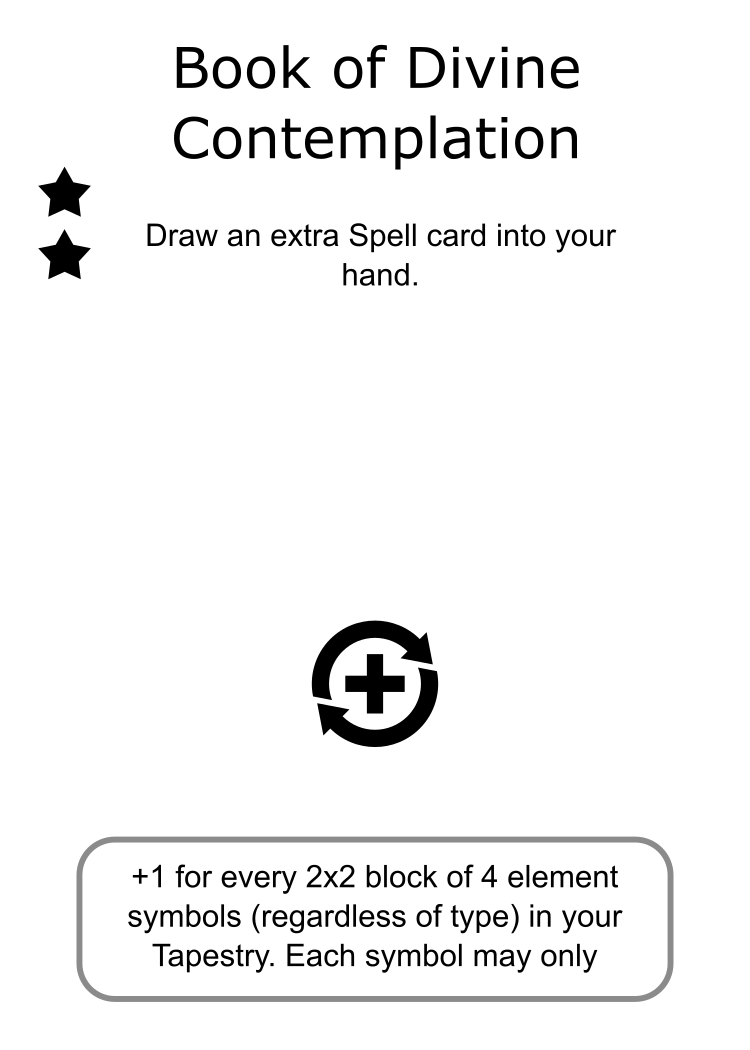 Book of Divine
Contemplation
Draw an extra Spell card into your
hand.
+1 for every 2x2 block of 4 element
symbols (regardless of type) in your
Tapestry. Each symbol may only